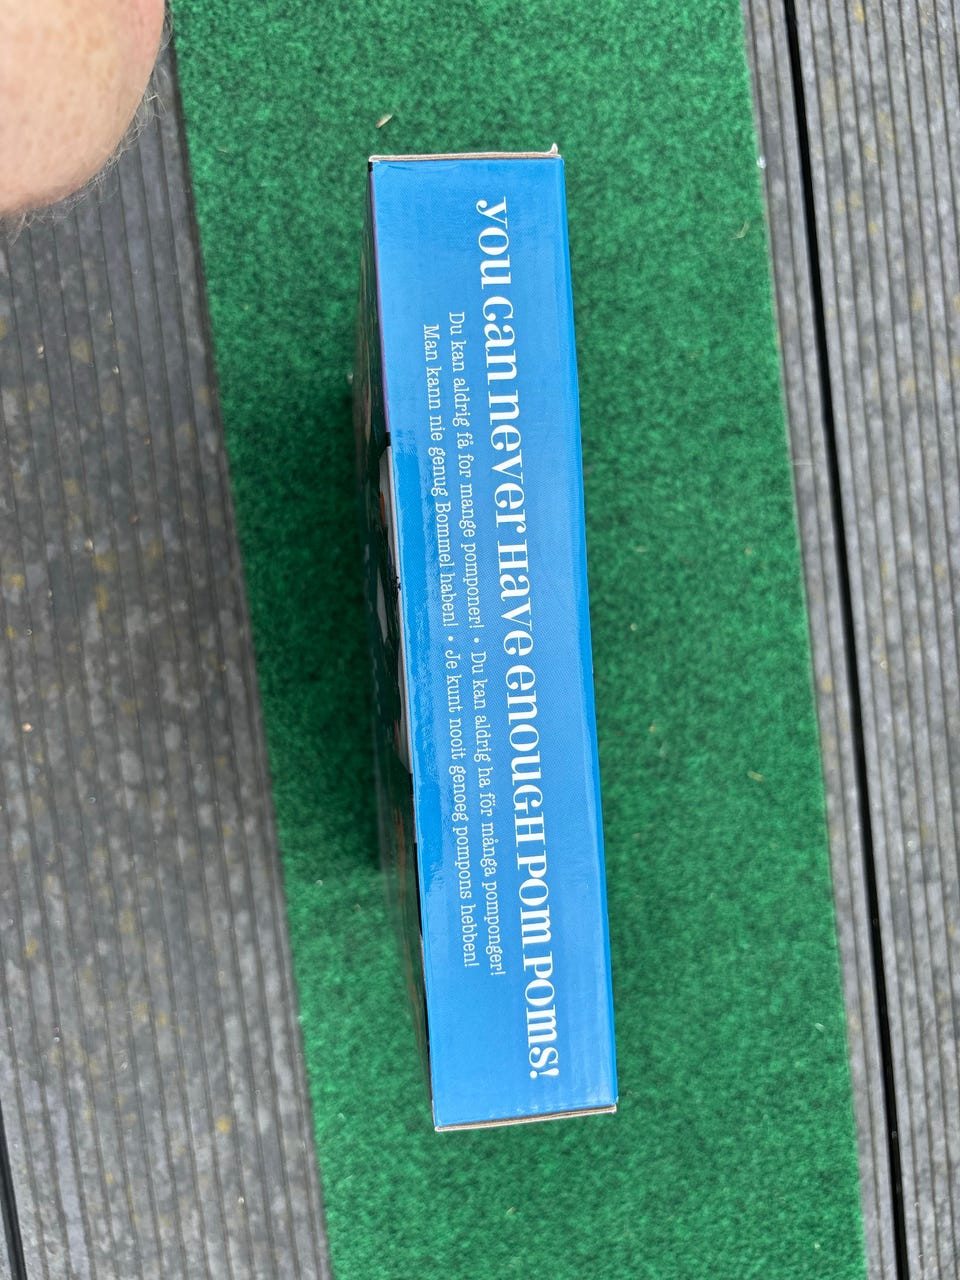 you can never Have enougH pom poms!
Du kan aldrig få for mange pomponer! • Du kan aldrig ha för många pomponger!
Man kann nie genug Bommel haben! • Je kunt nooit genoeg pompons hebben!